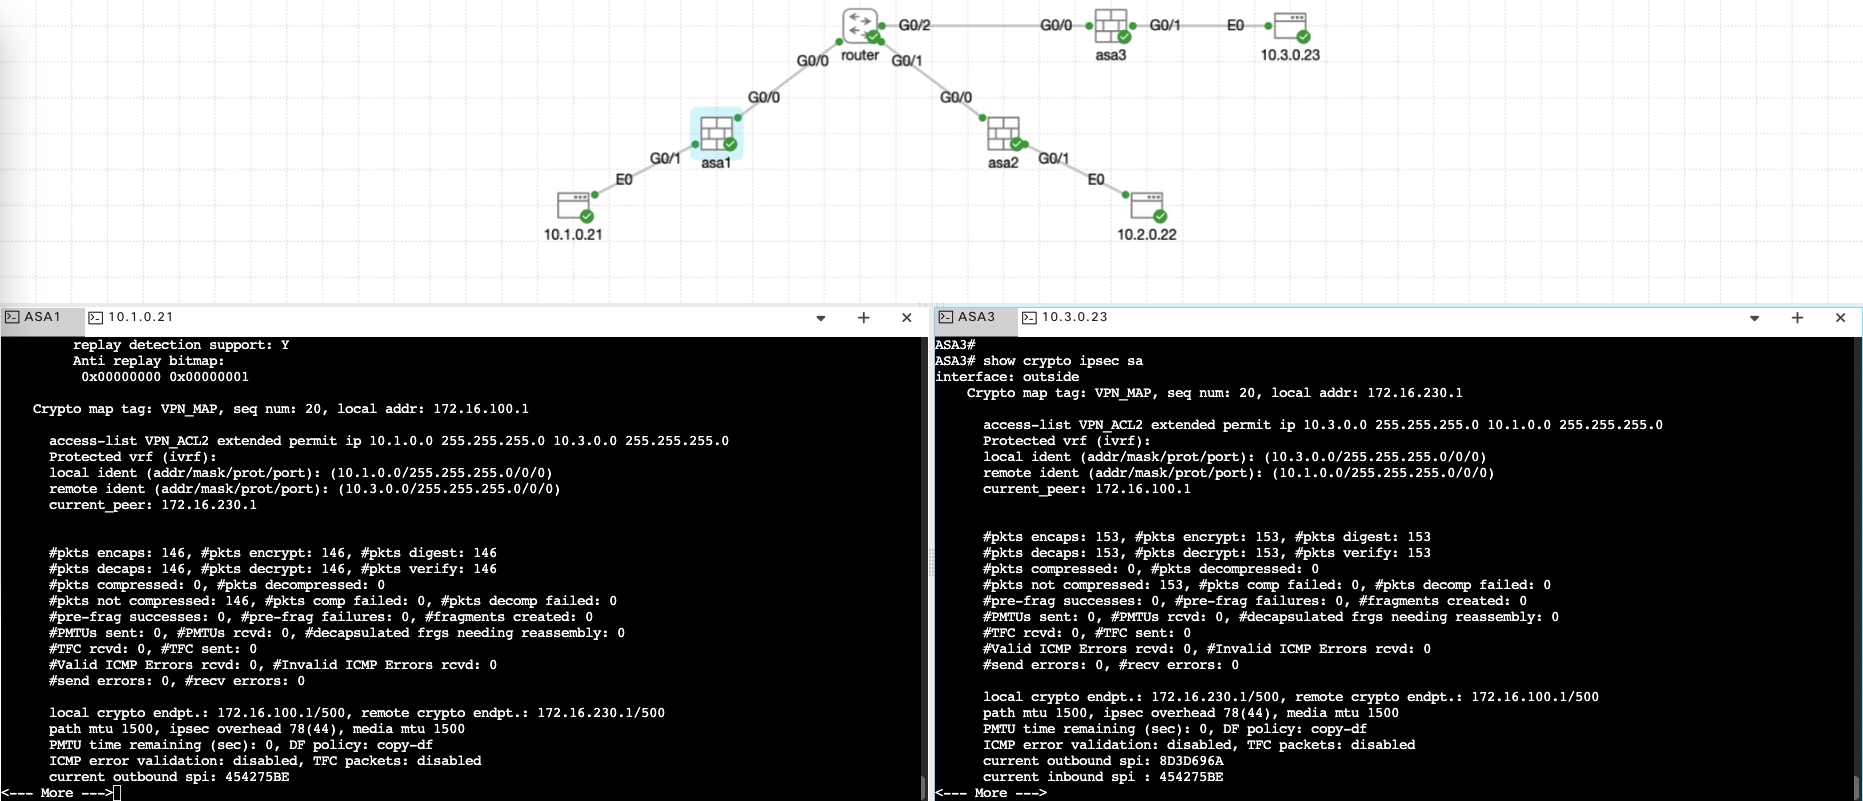 G0/2
G0/0
G0/1
E0
router
asa3
10.3.0.23
G0/0
G0/1
G0/0
G0/0
G0/1
asa1
asa2
G0/1
E0
E0
10.1.0.21
10.2.0.22
ASA1
10.1.0.21
replay detection support: Y
Anti replay bitmap:
0x00000000 0x00000001
Crypto map tag: VPN_MAP, seq num: 20, local addr: 172.16.100.1
access-list VPN_ACL2 extended permit ip 10.1.0.0 255.255.255.0 10.3.0.0 255.255.255.0
Protected vrf (ivrf):
local ident (addr/mask/prot/port): (10.1.0.0/255.255.255.0/0/0)
remote ident (addr/mask/prot/port): (10.3.0.0/255.255.255.0/0/0)
current_peer: 172.16.230.1
#pkts encaps: 146, #pkts encrypt: 146, #pkts digest: 146
#pkts decaps: 146, #pkts decrypt: 146, #pkts verify: 146
#pkts compressed: 0, #pkts decompressed: 0
#pkts not compressed: 146, #pkts comp failed: 0, #pkts decomp failed: 0
#pre-frag successes: 0, #pre-frag failures: 0, #fragments created: 0
#PMTUs sent: 0, #PMTUs rcvd: 0, #decapsulated frgs needing reassembly: 0
#TFC rcvd: 0, #TFC sent: 0
#Valid ICMP Errors rcvd: 0, #Invalid ICMP Errors rcvd: 0
#send errors: 0, #recv errors: 0
local crypto endpt.: 172.16.100.1/500, remote crypto endpt.: 172.16.230.1/500
path mtu 1500, ipsec overhead 78(44), media mtu 1500
PMTU time remaining (sec): 0, DF policy: copy-df
ICMP error validation: disabled, TFC packets: disabled
current outbound spi: 454275BE
<--- More --->
ASA3
10.3.0.23
ASA3#
ASA3# show crypto ipsec sa
interface: outside
Crypto map tag: VPN_MAP, seq num: 20, local addr: 172.16.230.1
access-list VPN_ACL2 extended permit ip 10.3.0.0 255.255.255.0 10.1.0.0 255.255.255.0
Protected vrf (ivrf):
local ident (addr/mask/prot/port): (10.3.0.0/255.255.255.0/0/0)
remote ident (addr/mask/prot/port): (10.1.0.0/255.255.255.0/0/0)
current_peer: 172.16.100.1
#pkts encaps: 153, #pkts encrypt: 153, #pkts digest: 153
#pkts decaps: 153, #pkts decrypt: 153, #pkts verify: 153
#pkts compressed: 0, #pkts decompressed: 0
#pkts not compressed: 153, #pkts comp failed: 0, #pkts decomp failed: 0
#pre-frag successes: 0, #pre-frag failures: 0, #fragments created: 0
#PMTUs sent: 0, #PMTUs rcvd: 0, #decapsulated frgs needing reassembly: 0
#TFC rcvd: 0, #TFC sent: 0
#Valid ICMP Errors rcvd: 0, #Invalid ICMP Errors rcvd: 0
#send errors: 0, #recv errors: 0
local crypto endpt.: 172.16.230.1/500, remote crypto endpt.: 172.16.100.1/500
path mtu 1500, ipsec overhead 78(44), media mtu 1500
PMTU time remaining (sec): 0, DF policy: copy-df
ICMP error validation: disabled, TFC packets: disabled
current outbound spi: 8D3D696A
current inbound spi : 454275BE
<--- More --->